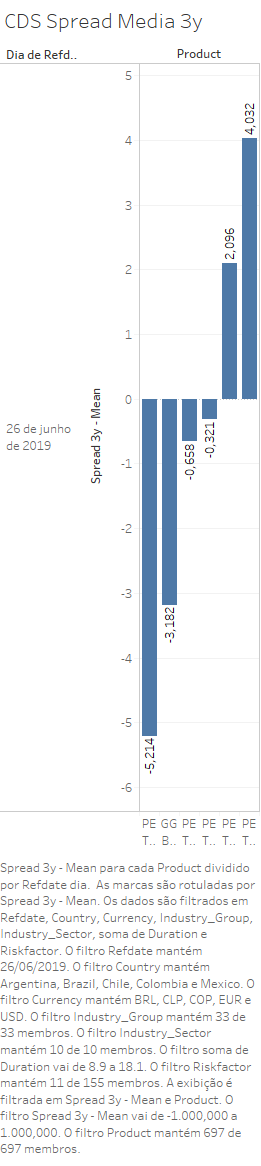 CDS Spread Media 3y
Dia de Refd..
Product
5
4
3
2
1
0
-1
-2
-3
-4
-5
-6
Spread 3y - Mean
26 de junho
de 2019
-5,214
-3,182
-0,658
-0,321
2,096
4,032
PE GG PE PE PE PE
T.. B.. T.. T.. T.. T..
Spread 3y - Mean para cada Product dividido
por Refdate dia.  As marcas são rotuladas por
Spread 3y - Mean. Os dados são filtrados em
Refdate, Country, Currency, Industry_Group,
Industry_Sector, soma de Duration e
Riskfactor. O filtro Refdate mantém
26/06/2019. O filtro Country mantém
Argentina, Brazil, Chile, Colombia e Mexico. O
filtro Currency mantém BRL, CLP, COP, EUR e
USD. O filtro Industry_Group mantém 33 de
33 membros. O filtro Industry_Sector
mantém 10 de 10 membros. O filtro soma de
Duration vai de 8.9 a 18.1. O filtro Riskfactor
mantém 11 de 155 membros. A exibição é
filtrada em Spread 3y - Mean e Product. O
filtro Spread 3y - Mean vai de -1.000,000 a
1.000,000. O filtro Product mantém 697 de
697 membros.